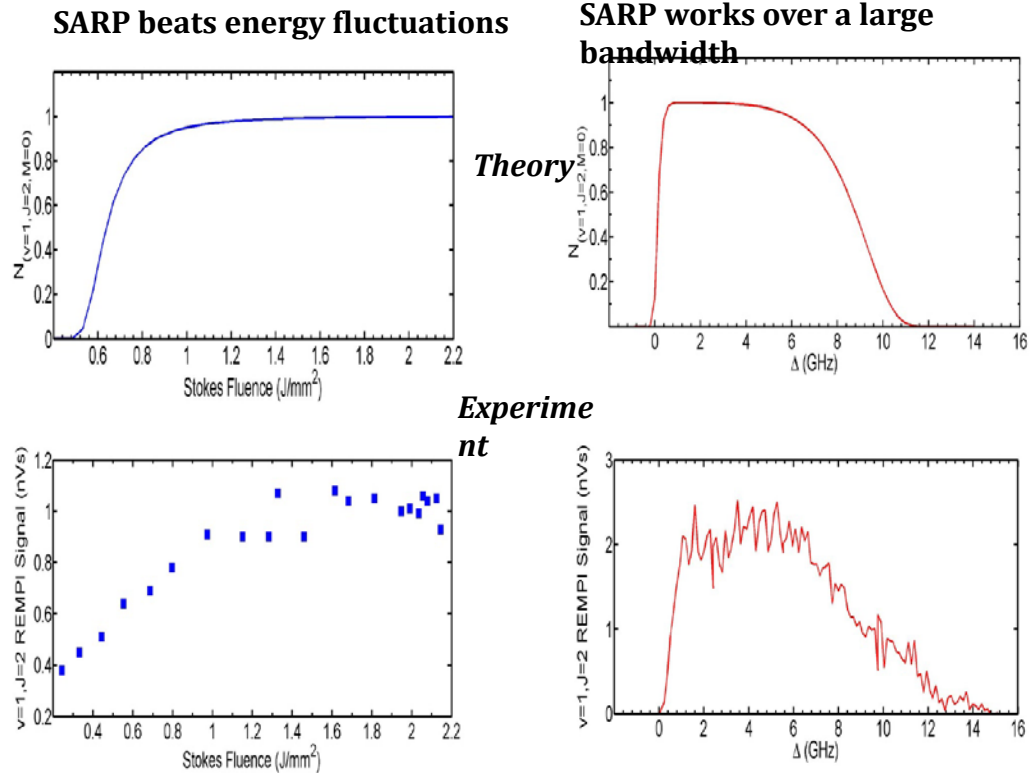 SARP beats energy fluctuations
SARP works over a large
bandwidth
N(v=1, J=2, M=0)
1
0.8
0.6
0.4
0.2
0
0.6 0.8 1 1.2 1.4 1.6 1.8 2 2.2
Stokes Fluence (J/mm²)
Theory
N(v=1, J=2, M=0)
1
0.8
0.6
0.4
0.2
0 2 4 6 8 10 12 14 16
Δ (GHz)
Experime
nt
v=1, J=2 REMPI Signal (nVs)
1.2
1
0.8
0.6
0.4
0.2
0.4 0.6 0.8 1 1.2 1.4 1.6 1.8 2 2.2
Stokes Fluence (J/mm²)
v=1, J=2 REMPI Signal (nVs)
3
2
1
0
0 2 4 6 8 10 12 14 16
Δ (GHz)